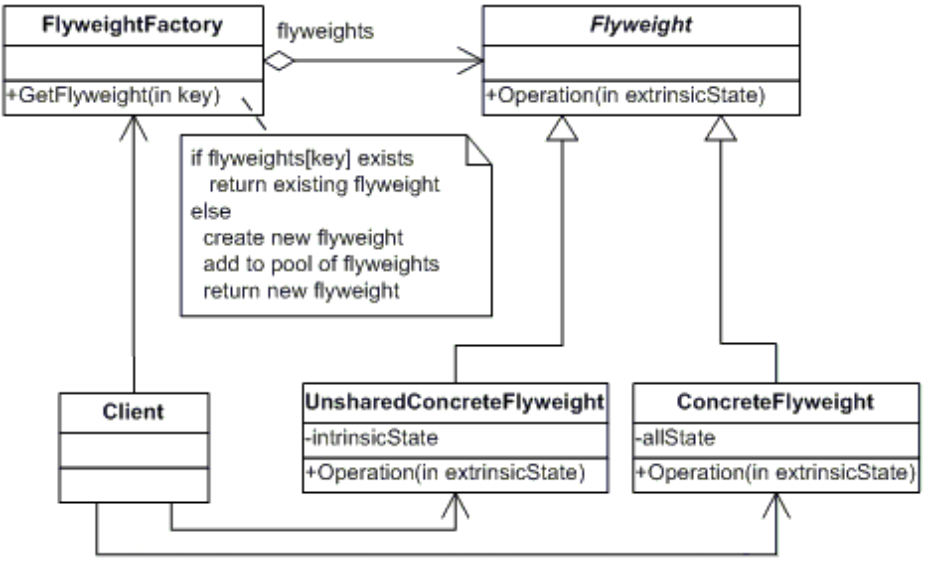 FlyweightFactory
+GetFlyweight(in key)
flyweights
Flyweight
+Operation(in extrinsicState)
if flyweights[key] exists
return existing flyweight
else
create new flyweight
add to pool of flyweights
return new flyweight
Client
UnsharedConcreteFlyweight
-intrinsicState
+Operation(in extrinsicState)
ConcreteFlyweight
-allState
+Operation(in extrinsicState)